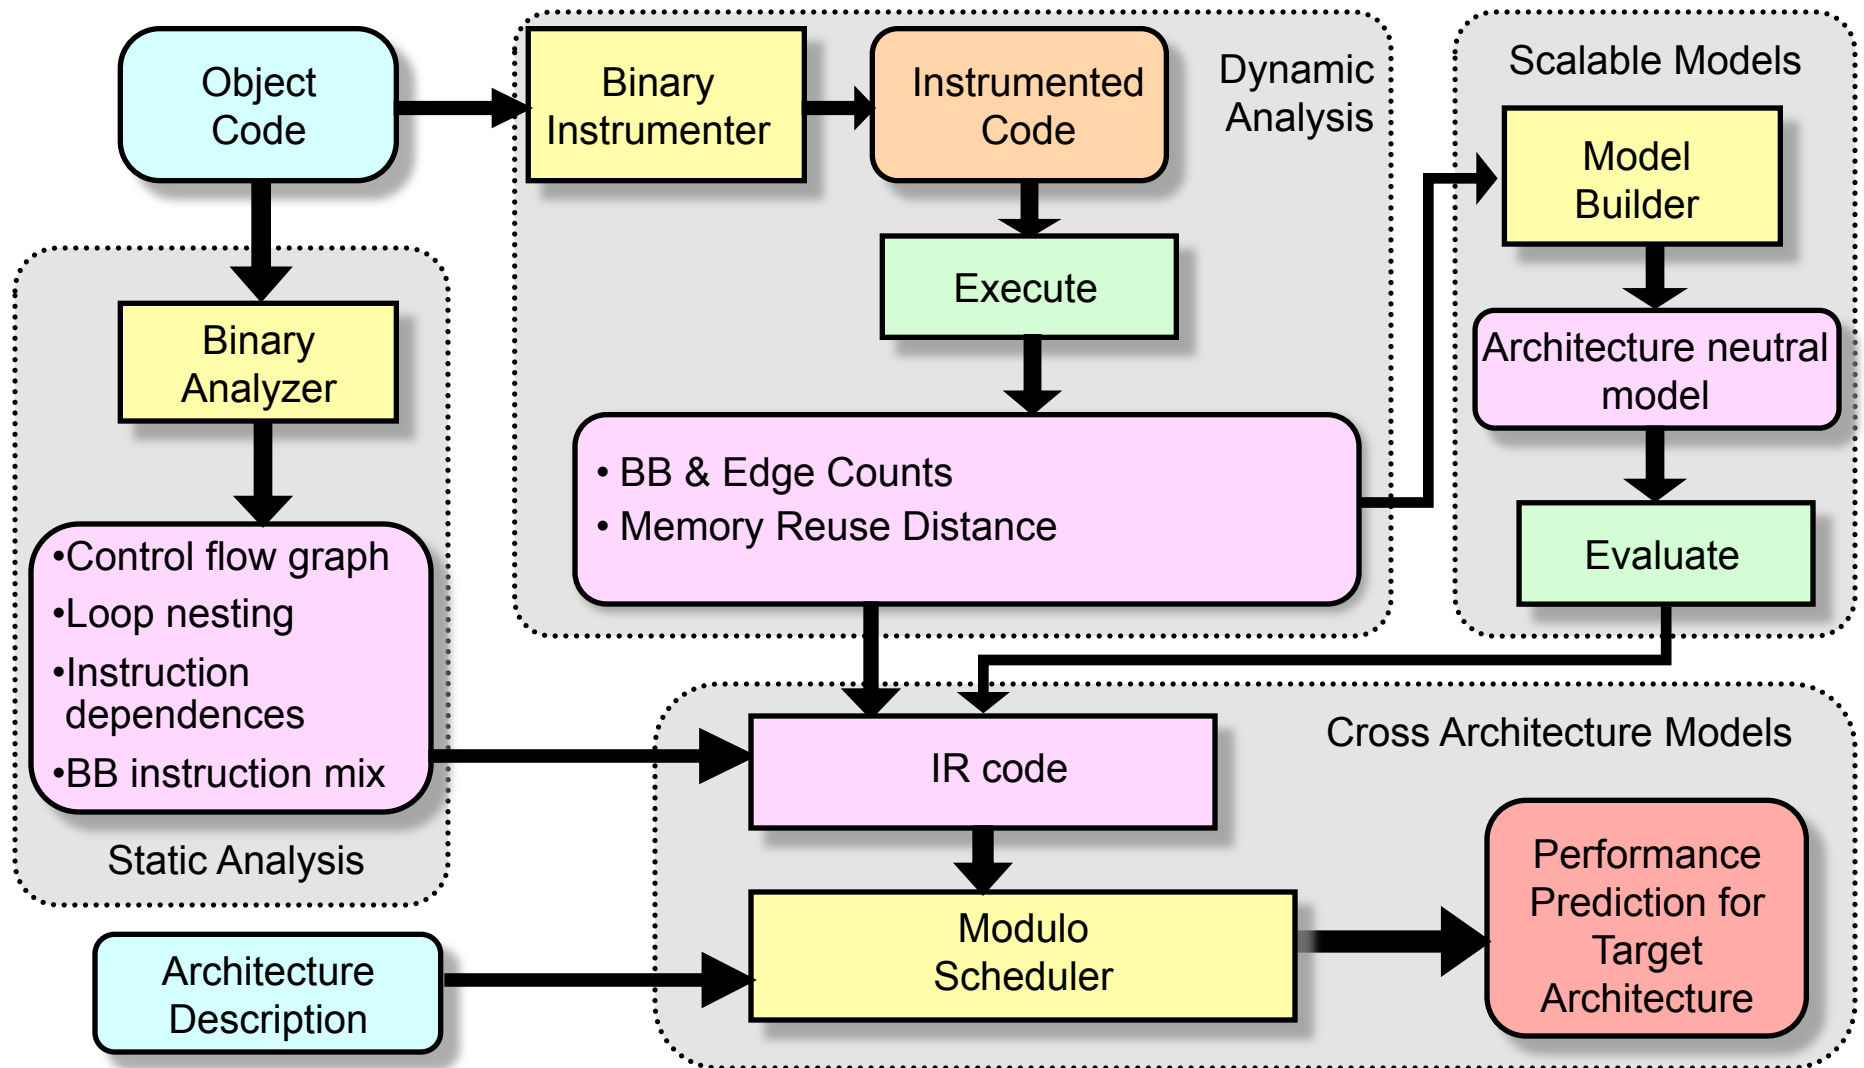 Object
Code
Binary
Instrumenter
Instrumented
Code
Dynamic
Analysis
Scalable Models
Model
Builder
Execute
Binary
Analyzer
Architecture neutral
model
• BB & Edge Counts
• Memory Reuse Distance
Evaluate
•Control flow graph
•Loop nesting
•Instruction
dependences
•BB instruction mix
Static Analysis
Cross Architecture Models
IR code
Architecture
Description
Modulo
Scheduler
Performance
Prediction for
Target
Architecture